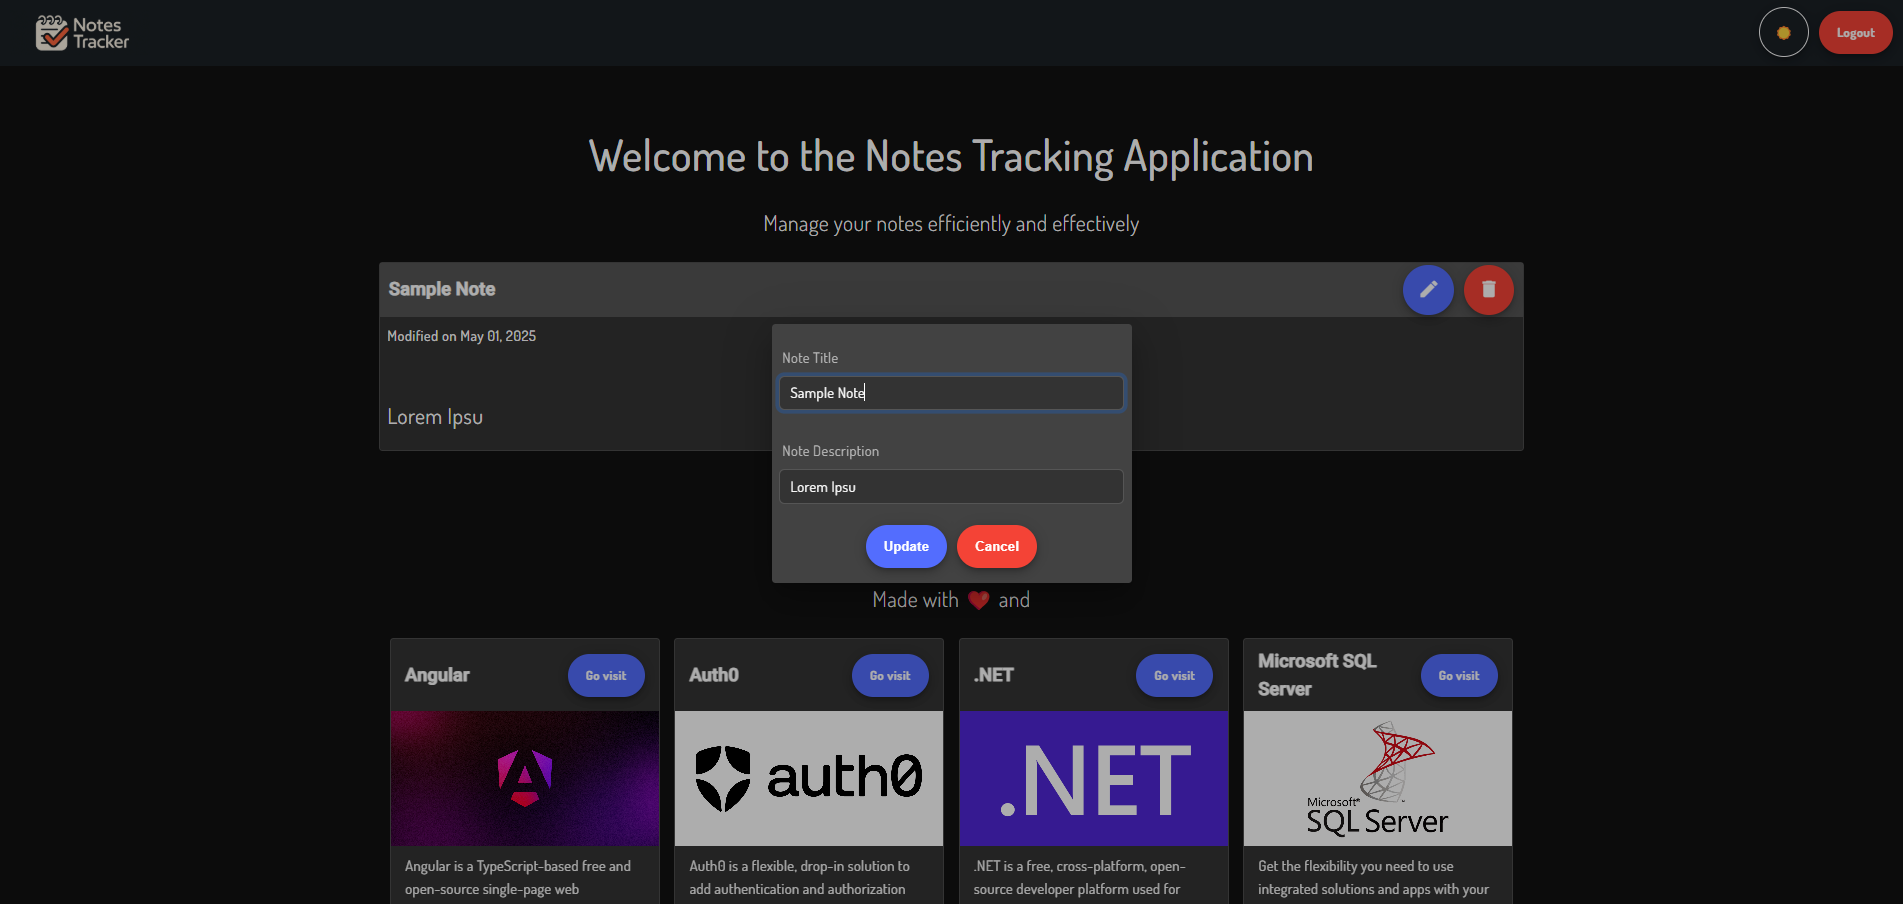 Notes
Tracker
Logout
Welcome to the Notes Tracking Application
Manage your notes efficiently and effectively
Sample Note
Modified on May 01, 2025
Lorem Ipsu
Note Title
Sample Note
Note Description
Lorem Ipsu
Update
Cancel
Made with ❤️ and
Angular
Go visit
Angular is a TypeScript-based free and
open-source single-page web
Auth0
Go visit
auth0
Auth0 is a flexible, drop-in solution to
add authentication and authorization
.NET
Go visit
.NET
.NET is a free, cross-platform, open-
source developer platform used for
Microsoft SQL
Server
Go visit
Microsoft®
SQL Server
Get the flexibility you need to use
integrated solutions and apps with your